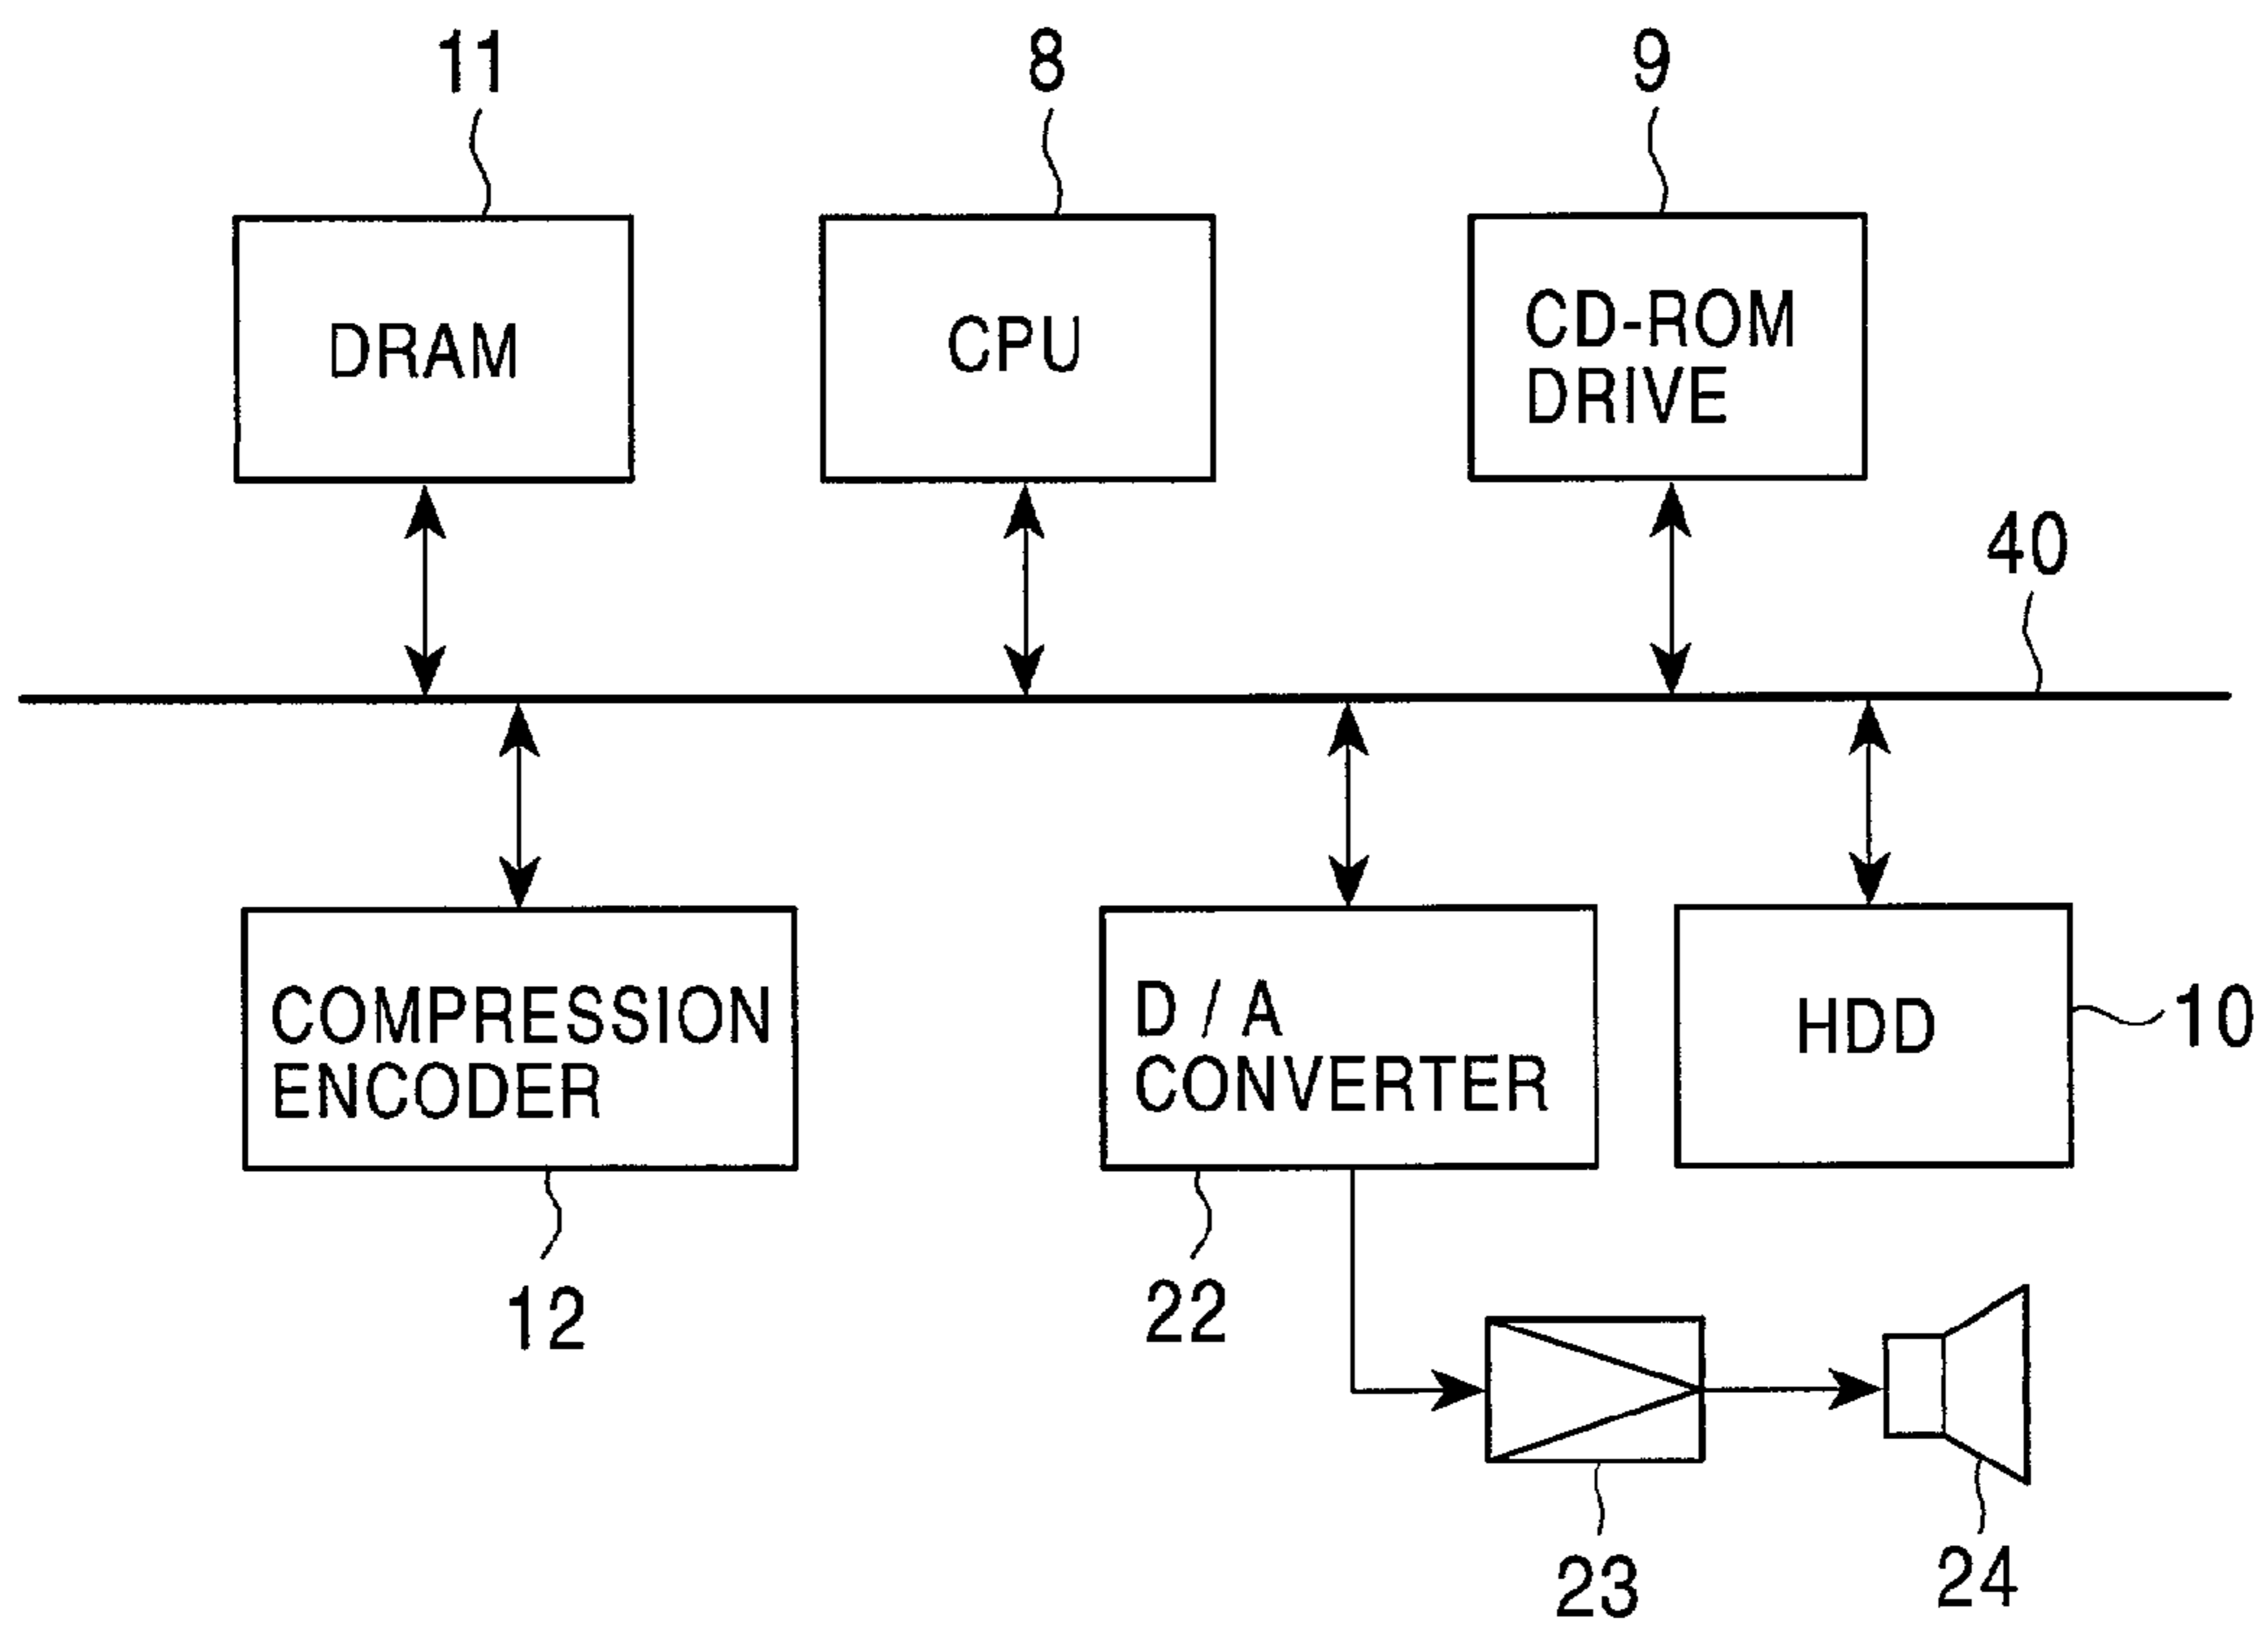 11
8
9
DRAM
CPU
CD-ROM
DRIVE
40
COMPRESSION
ENCODER
D / A
CONVERTER
HDD
10
12
22
23
24